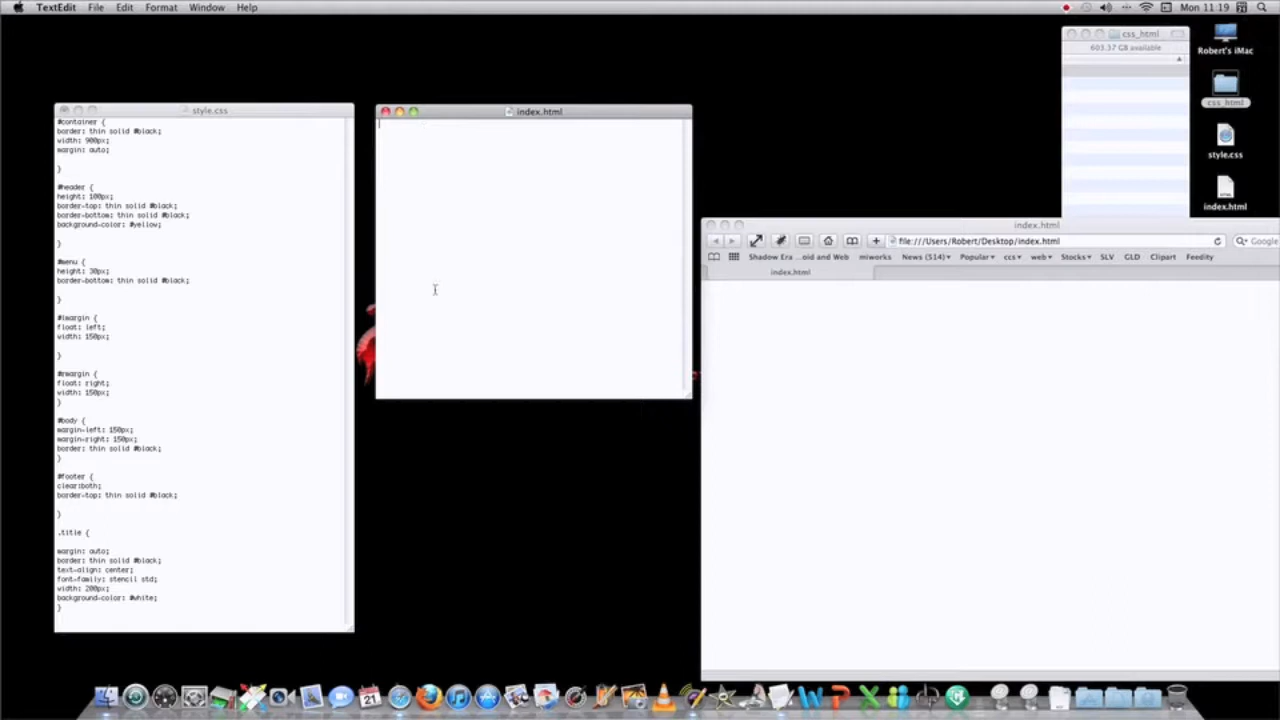 TextEdit File Edit Format Window Help
Mon 11:19
css_html
603.37 GB available
Robert's iMac
css_html
style.css
index.html
style.css
#container {
border: thin solid #black;
width: 900px;
margin: auto;
}
#header {
height: 100px;
border-top: thin solid #black;
border-bottom: thin solid #black;
background-color: #yellow;
}
#menu {
height: 30px;
border-bottom: thin solid #black;
}
#lmargin {
float: left;
width: 150px;
}
#rmargin {
float: right;
width: 150px;
}
#body {
margin-left: 150px;
margin-right: 150px;
border: thin solid #black;
}
#footer {
clear:both;
border-top: thin solid #black;
}
.title {
margin: auto;
border: thin solid #black;
text-align: center;
font-family: stencil std;
width: 200px;
background-color: #white;
}
index.html
index.html
file:///Users/Robert/Desktop/index.html
Google
Shadow Era ...oid and Web miworks News (514) Popular css web Stocks SLV GLD Clipart Feedity
index.html
21